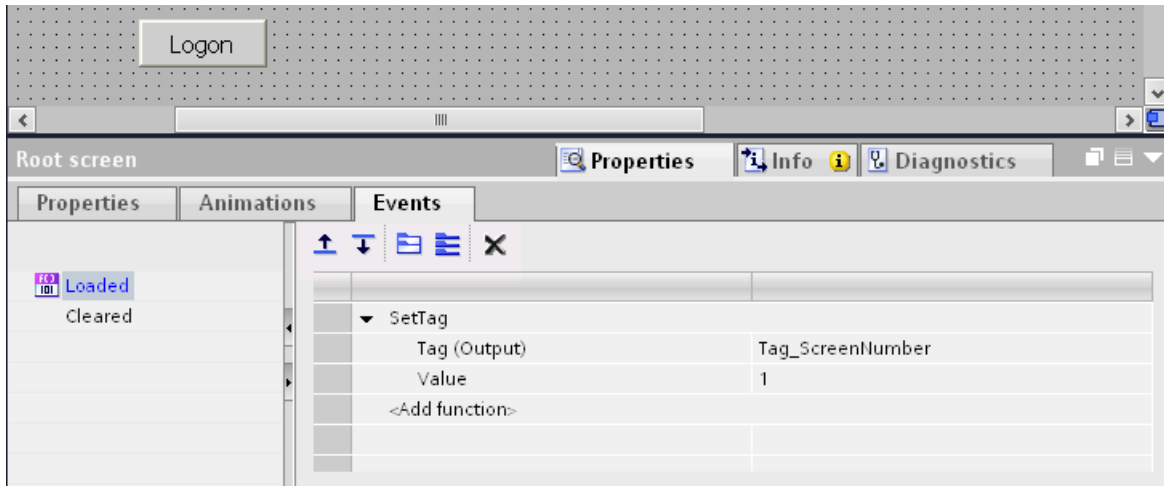 Logon
Root screen Properties Info Diagnostics
Properties Animations Events
Loaded
Cleared
SetTag
Tag (Output) Tag_ScreenNumber
Value 1
<Add function>